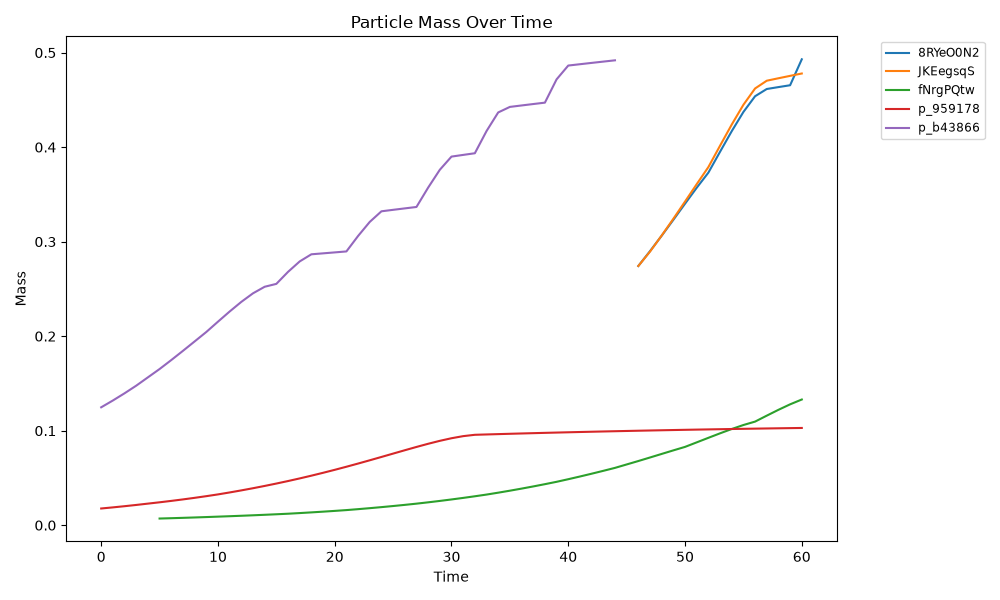 Particle Mass Over Time
8RYeO0N2
JKEegsqS
fNrgPQtw
p_959178
p_b43866
Mass
0.5
0.4
0.3
0.2
0.1
0.0
0 10 20 30 40 50 60
Time